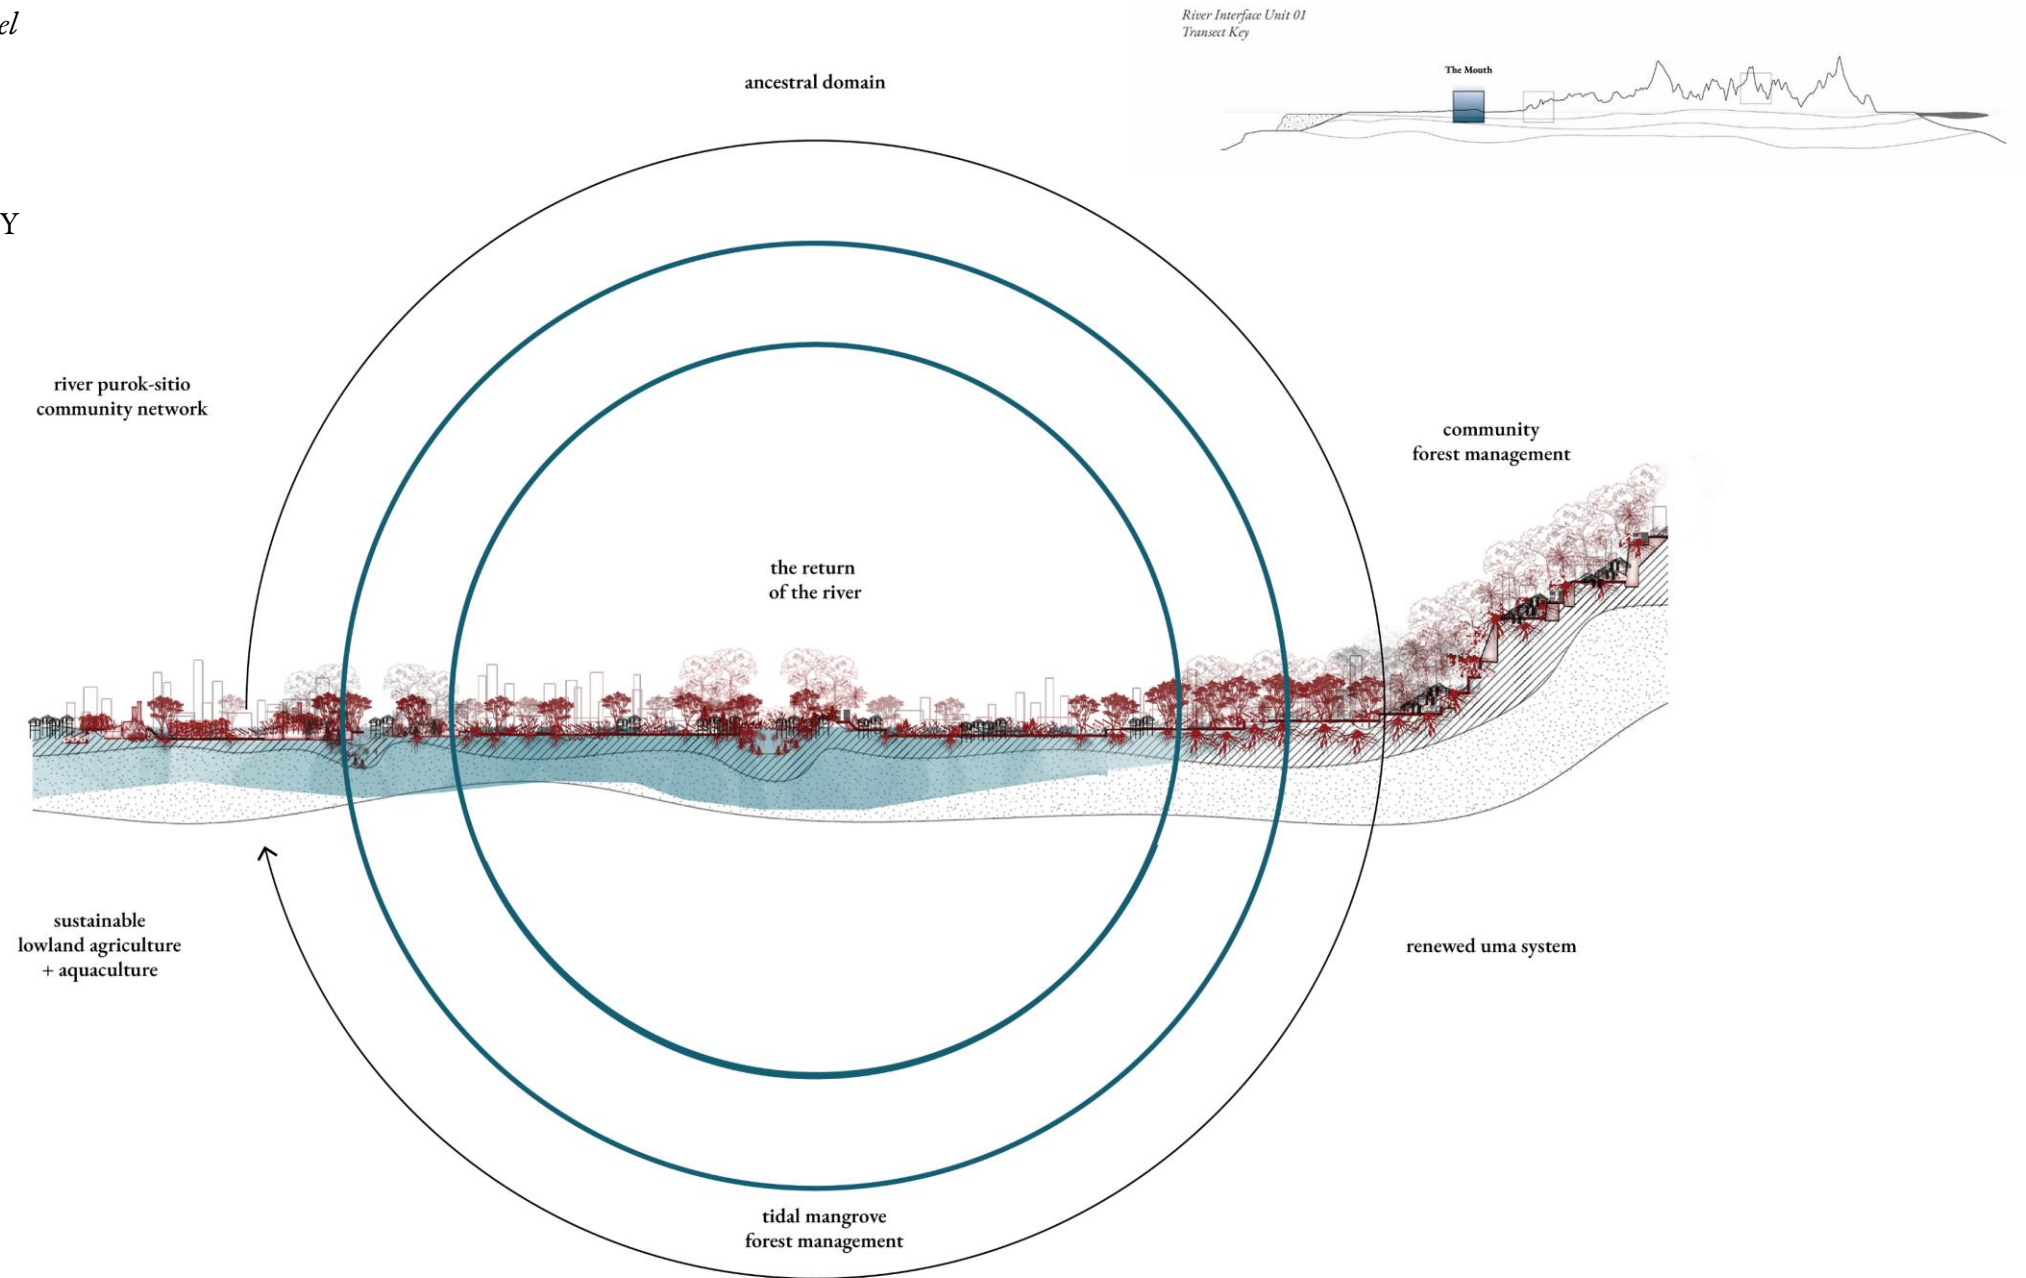 el
River Interface Unit 01
Transect Key
The Mouth
ancestral domain
Y
river purok-sitio
community network
community
forest management
the return
of the river
sustainable
lowland agriculture
+ aquaculture
renewed uma system
tidal mangrove
forest management